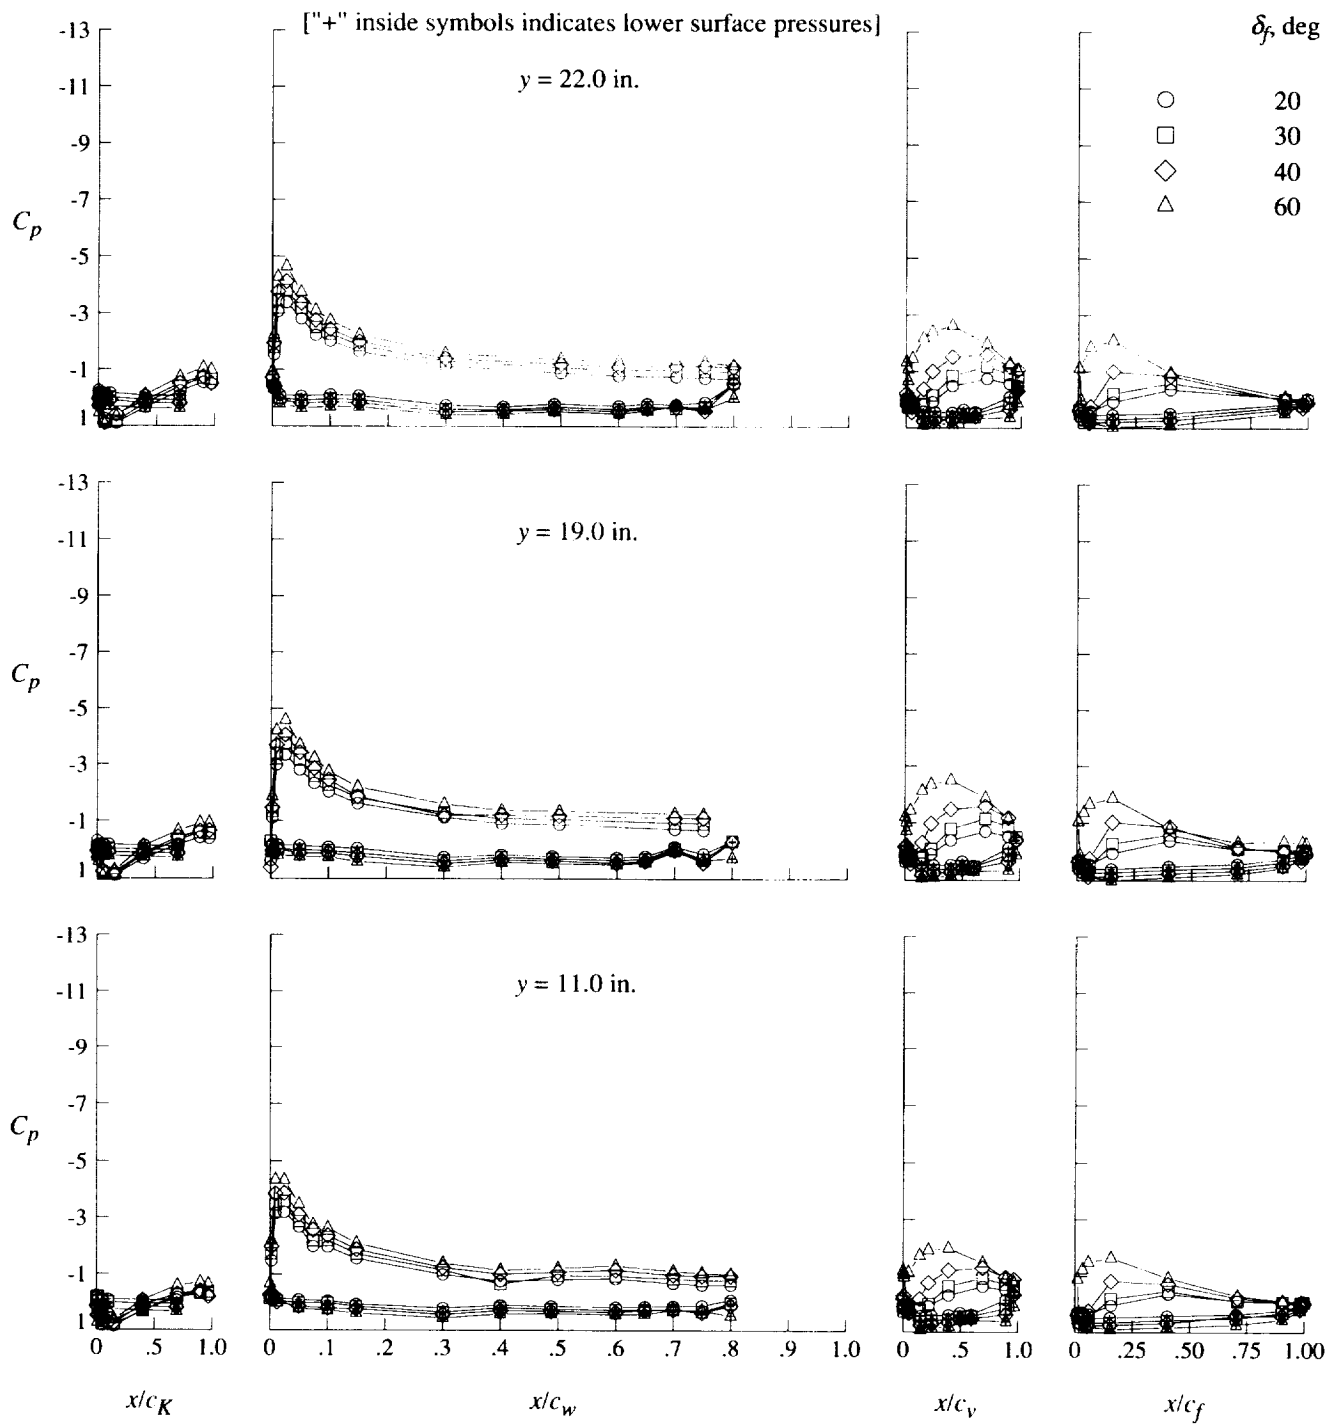 ["+" inside symbols indicates lower surface pressures]
δf, deg
20
30
40
60
y = 22.0 in.
Cp
-13
-11
-9
-7
-5
-3
-1
1
y = 19.0 in.
Cp
-13
-11
-9
-7
-5
-3
-1
1
y = 11.0 in.
Cp
-13
-11
-9
-7
-5
-3
-1
1
0 .5 1.0 0 .1 .2 .3 .4 .5 .6 .7 .8 .9 1.0 0 .5 1.0 0 .25 .50 .75 1.00
x/cK x/cw x/cv x/cf